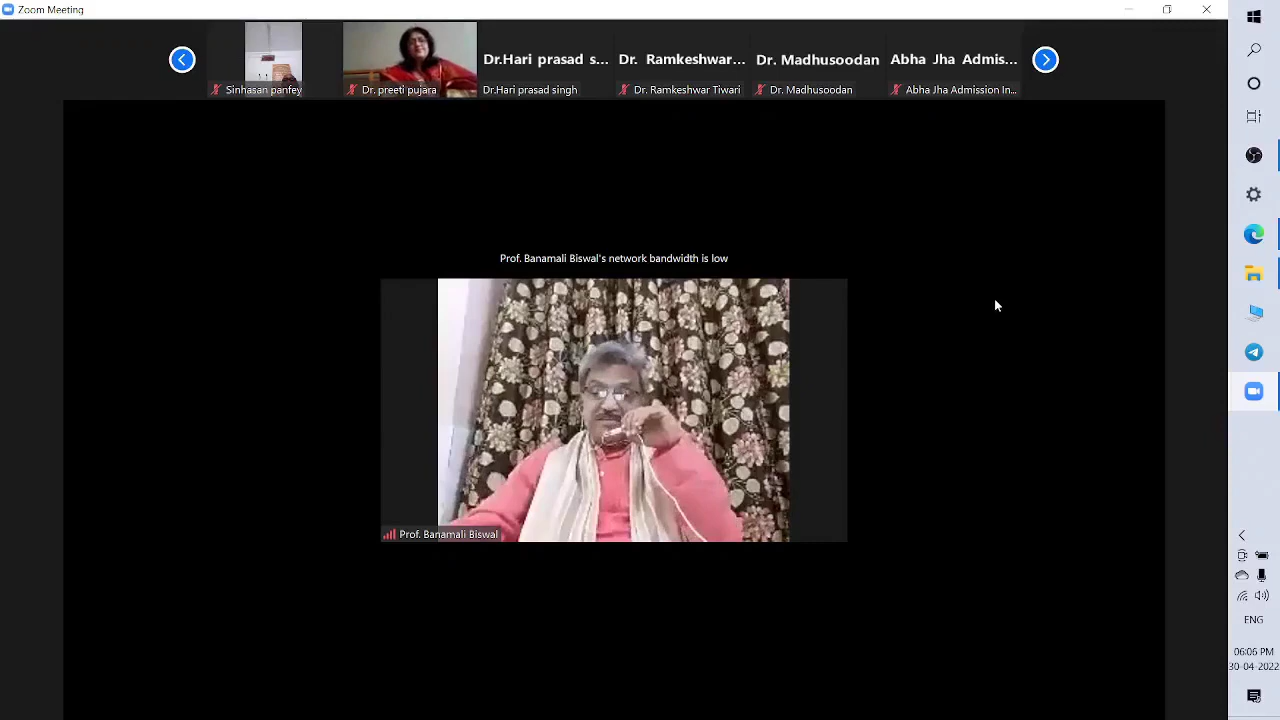 Zoom Meeting
Dr.Hari prasad s... Dr. Ramkeshwar... Dr. Madhusoodan Abha Jha Admis...
Sinhasan panfey Dr. preeti pujara Dr.Hari prasad singh Dr. Ramkeshwar Tiwari Dr. Madhusoodan Abha Jha Admission In...
Prof. Banamali Biswal's network bandwidth is low
Prof. Banamali Biswal
ENG
06:06 PM
30-04-2022